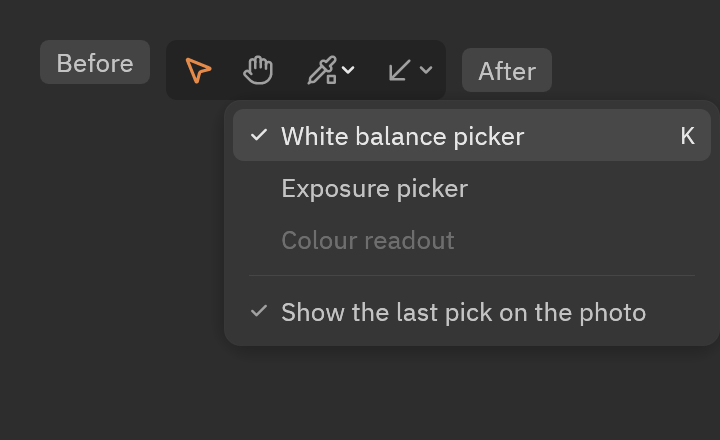 Before
After
White balance picker K
Exposure picker
Colour readout
Show the last pick on the photo